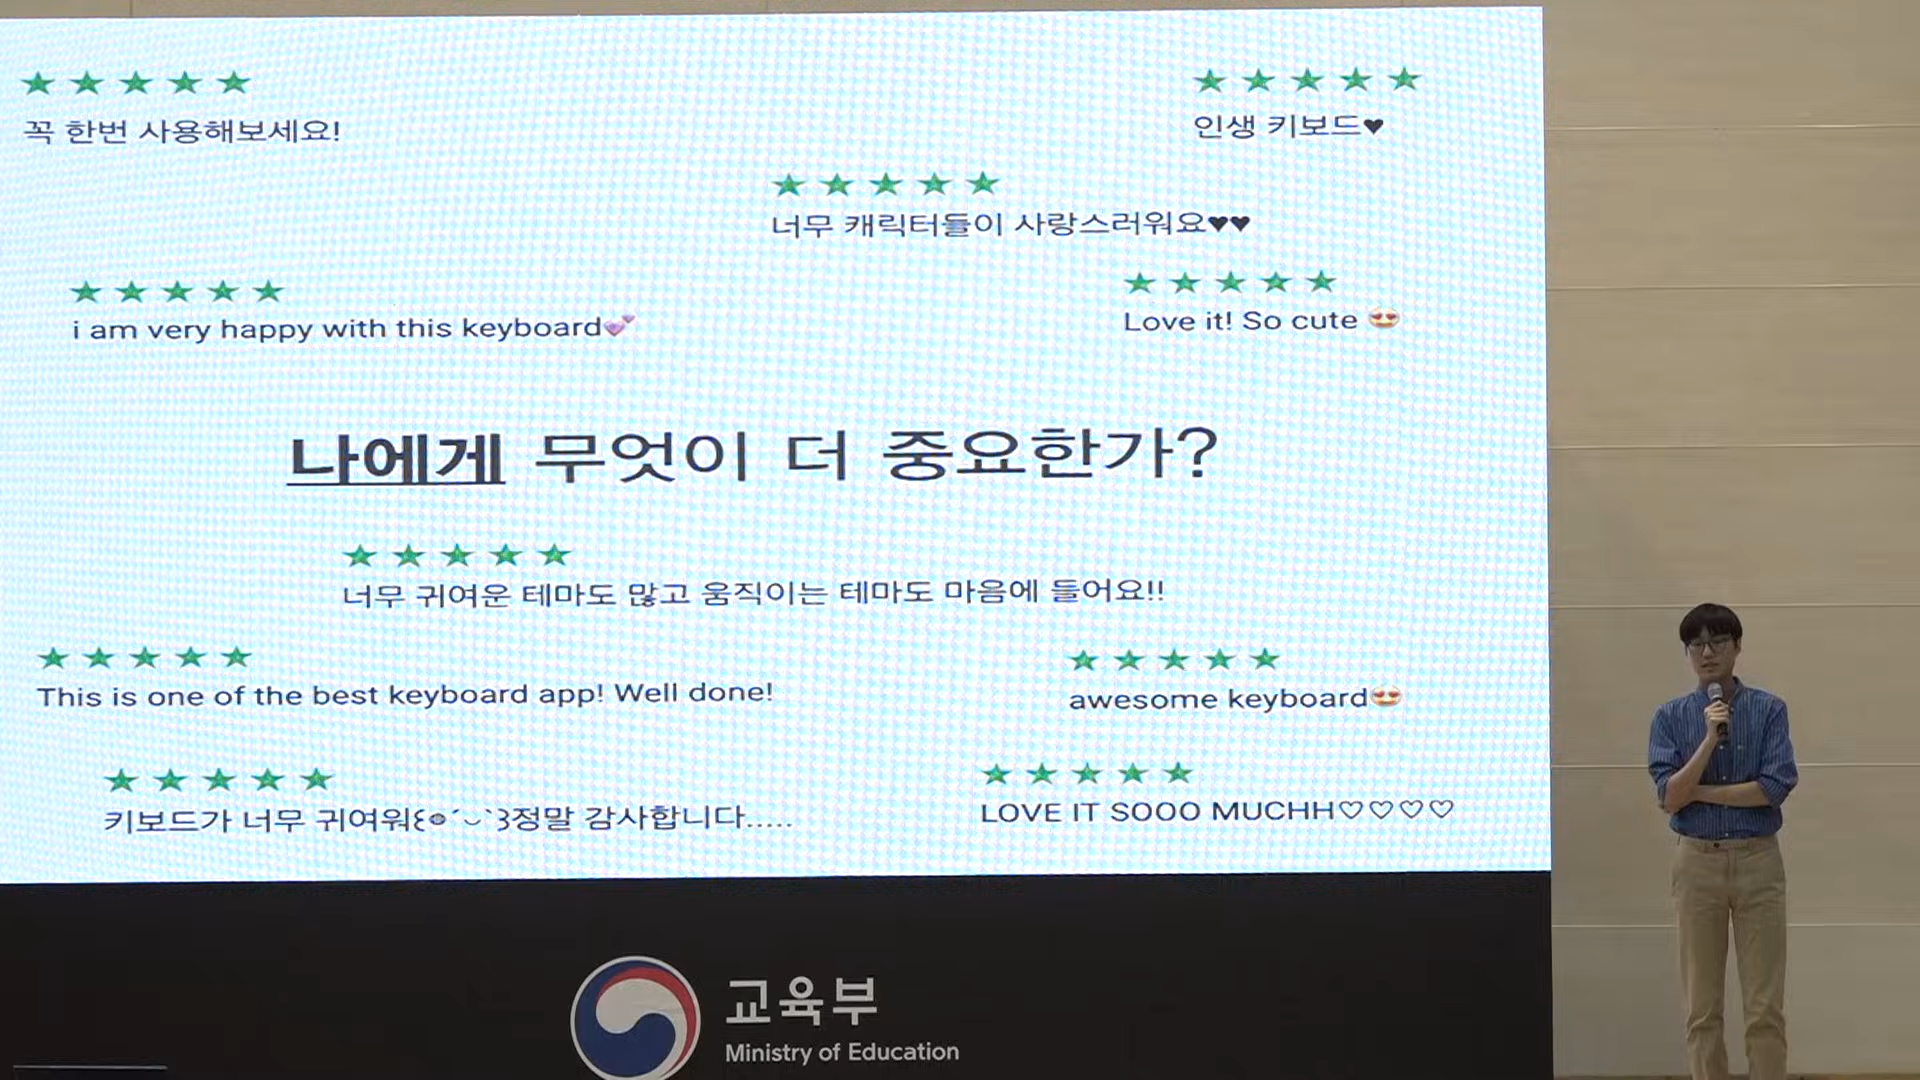 ★★★★★
꼭 한번 사용해보세요!
★★★★★
인생 키보드♥
★★★★★
너무 캐릭터들이 사랑스러워요♥♥
★★★★★
i am very happy with this keyboard💞
★★★★★
Love it! So cute 😍
나에게 무엇이 더 중요한가?
★★★★★
너무 귀여운 테마도 많고 움직이는 테마도 마음에 들어요!!
★★★★★
This is one of the best keyboard app! Well done!
★★★★★
awesome keyboard😍
★★★★★
키보드가 너무 귀여워꒰⌯͒´◡`꒱정말 감사합니다.....
★★★★★
LOVE IT SOOO MUCHH♡♡♡♡
교육부
Ministry of Education